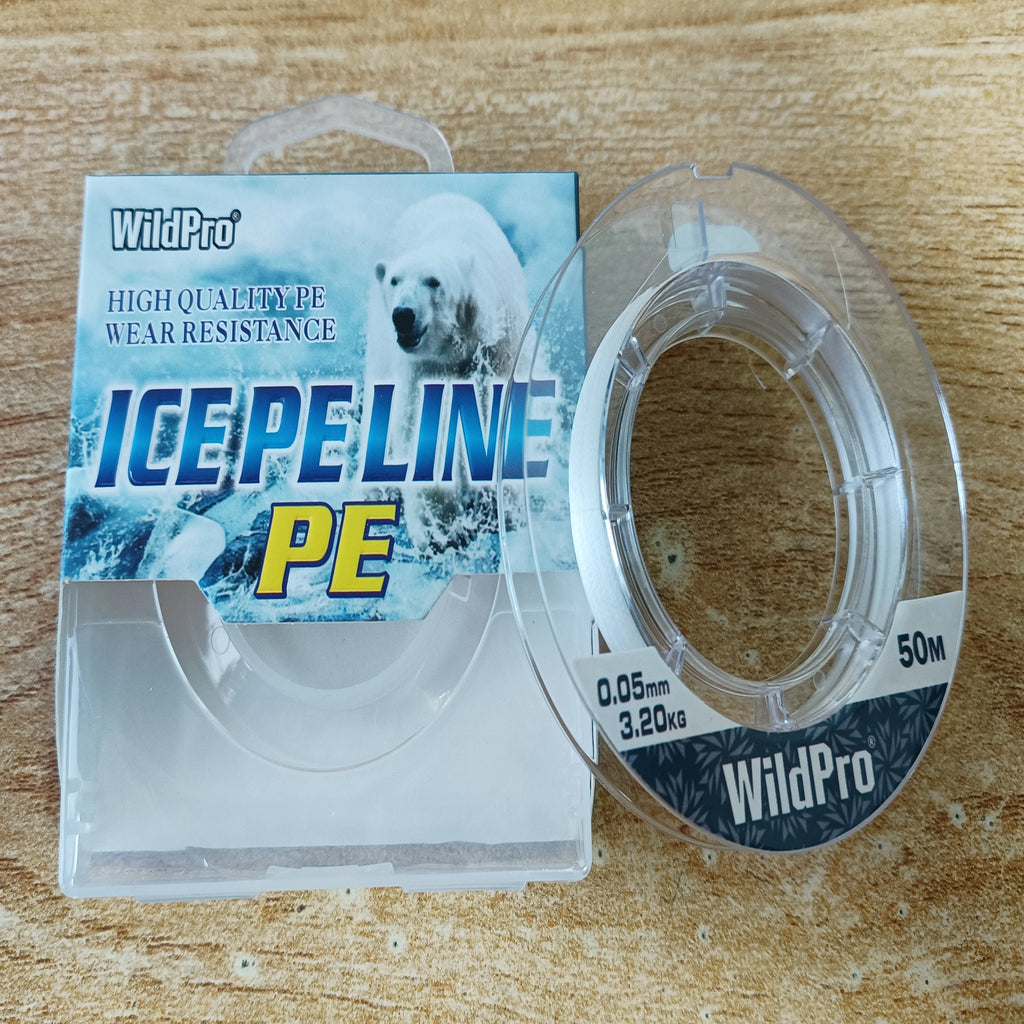 WildPro®
HIGH QUALITY PE
WEAR RESISTANCE
ICE PE LINE
PE
0.05mm
3.20KG
50M
WildPro®